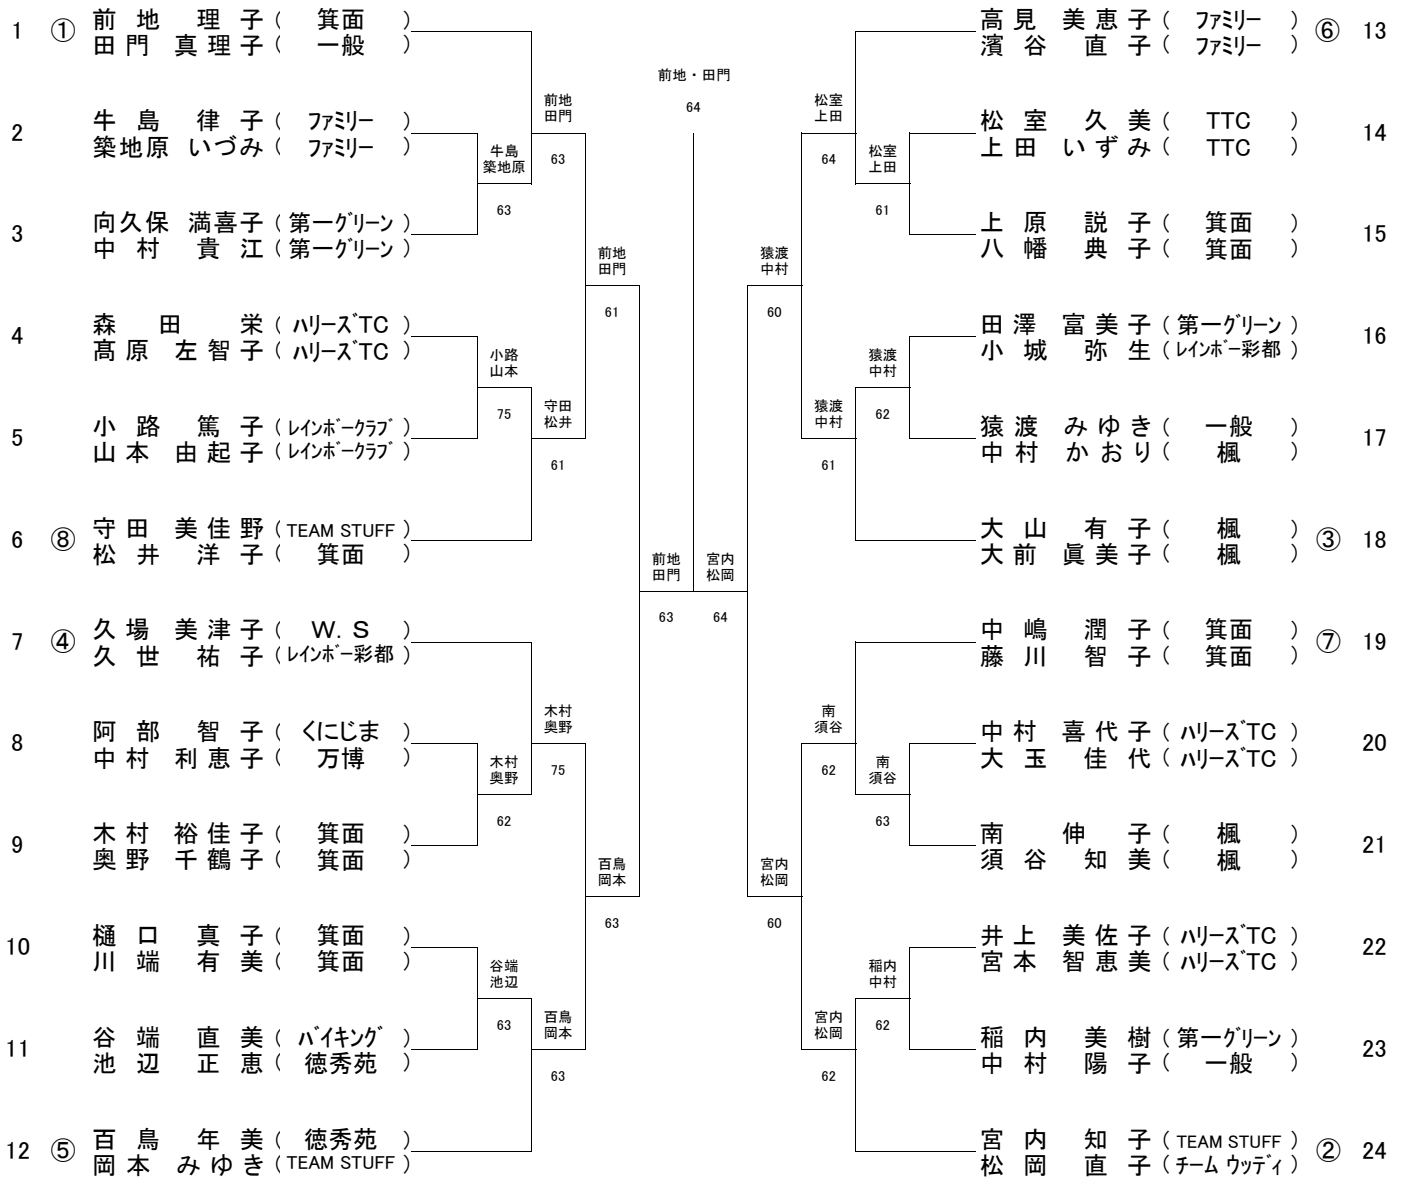 1 ① 前地 理子 ( 箕面 )
田門 真理子 ( 一般 )
2 牛島 律子 ( ファミリー )
築地原 いづみ ( ファミリー )
3 向久保 満喜子 ( 第一グリーン )
中村 貴江 ( 第一グリーン )
4 森田 栄 ( ハリーズTC )
髙原 左智子 ( ハリーズTC )
5 小路 篤子 ( レインボークラブ )
山本 由起子 ( レインボークラブ )
6 ⑧ 守田 美佳野 ( TEAM STUFF )
松井 洋子 ( 箕面 )
7 ④ 久場 美津子 ( W.S )
久世 祐子 ( レインボー彩都 )
8 阿部 智子 ( くにじま )
中村 利恵子 ( 万博 )
9 木村 裕佳子 ( 箕面 )
奥野 千鶴子 ( 箕面 )
10 樋口 真子 ( 箕面 )
川端 有美 ( 箕面 )
11 谷端 直美 ( バイキング )
池辺 正恵 ( 徳秀苑 )
12 ⑤ 百鳥 年美 ( 徳秀苑 )
岡本 みゆき ( TEAM STUFF )
牛島
築地原
63
小路
山本
75
木村
奥野
62
谷端
池辺
63
前地
田門
63
守田
松井
61
木村
奥野
75
百鳥
岡本
63
前地
田門
61
百鳥
岡本
63
前地
田門
63
前地・田門
64
宮内
松岡
64
猿渡
中村
60
宮内
松岡
60
松室
上田
64
猿渡
中村
61
南
須谷
62
宮内
松岡
62
松室
上田
61
猿渡
中村
62
南
須谷
63
稲内
中村
62
高見 美恵子 ( ファミリー ) ⑥ 13
濱谷 直子 ( ファミリー )
松室 久美 ( TTC ) 14
上田 いずみ ( TTC )
上原 説子 ( 箕面 ) 15
八幡 典子 ( 箕面 )
田澤 富美子 ( 第一グリーン ) 16
小城 弥生 ( レインボー彩都 )
猿渡 みゆき ( 一般 ) 17
中村 かおり ( 楓 )
大山 有子 ( 楓 ) ③ 18
大前 眞美子 ( 楓 )
中嶋 潤子 ( 箕面 ) ⑦ 19
藤川 智子 ( 箕面 )
中村 喜代子 ( ハリーズTC ) 20
大玉 佳代 ( ハリーズTC )
南 伸子 ( 楓 ) 21
須谷 知美 ( 楓 )
井上 美佐子 ( ハリーズTC ) 22
宮本 智恵美 ( ハリーズTC )
稲内 美樹 ( 第一グリーン ) 23
中村 陽子 ( 一般 )
宮内 知子 ( TEAM STUFF ) ② 24
松岡 直子 ( チーム ウッディ )